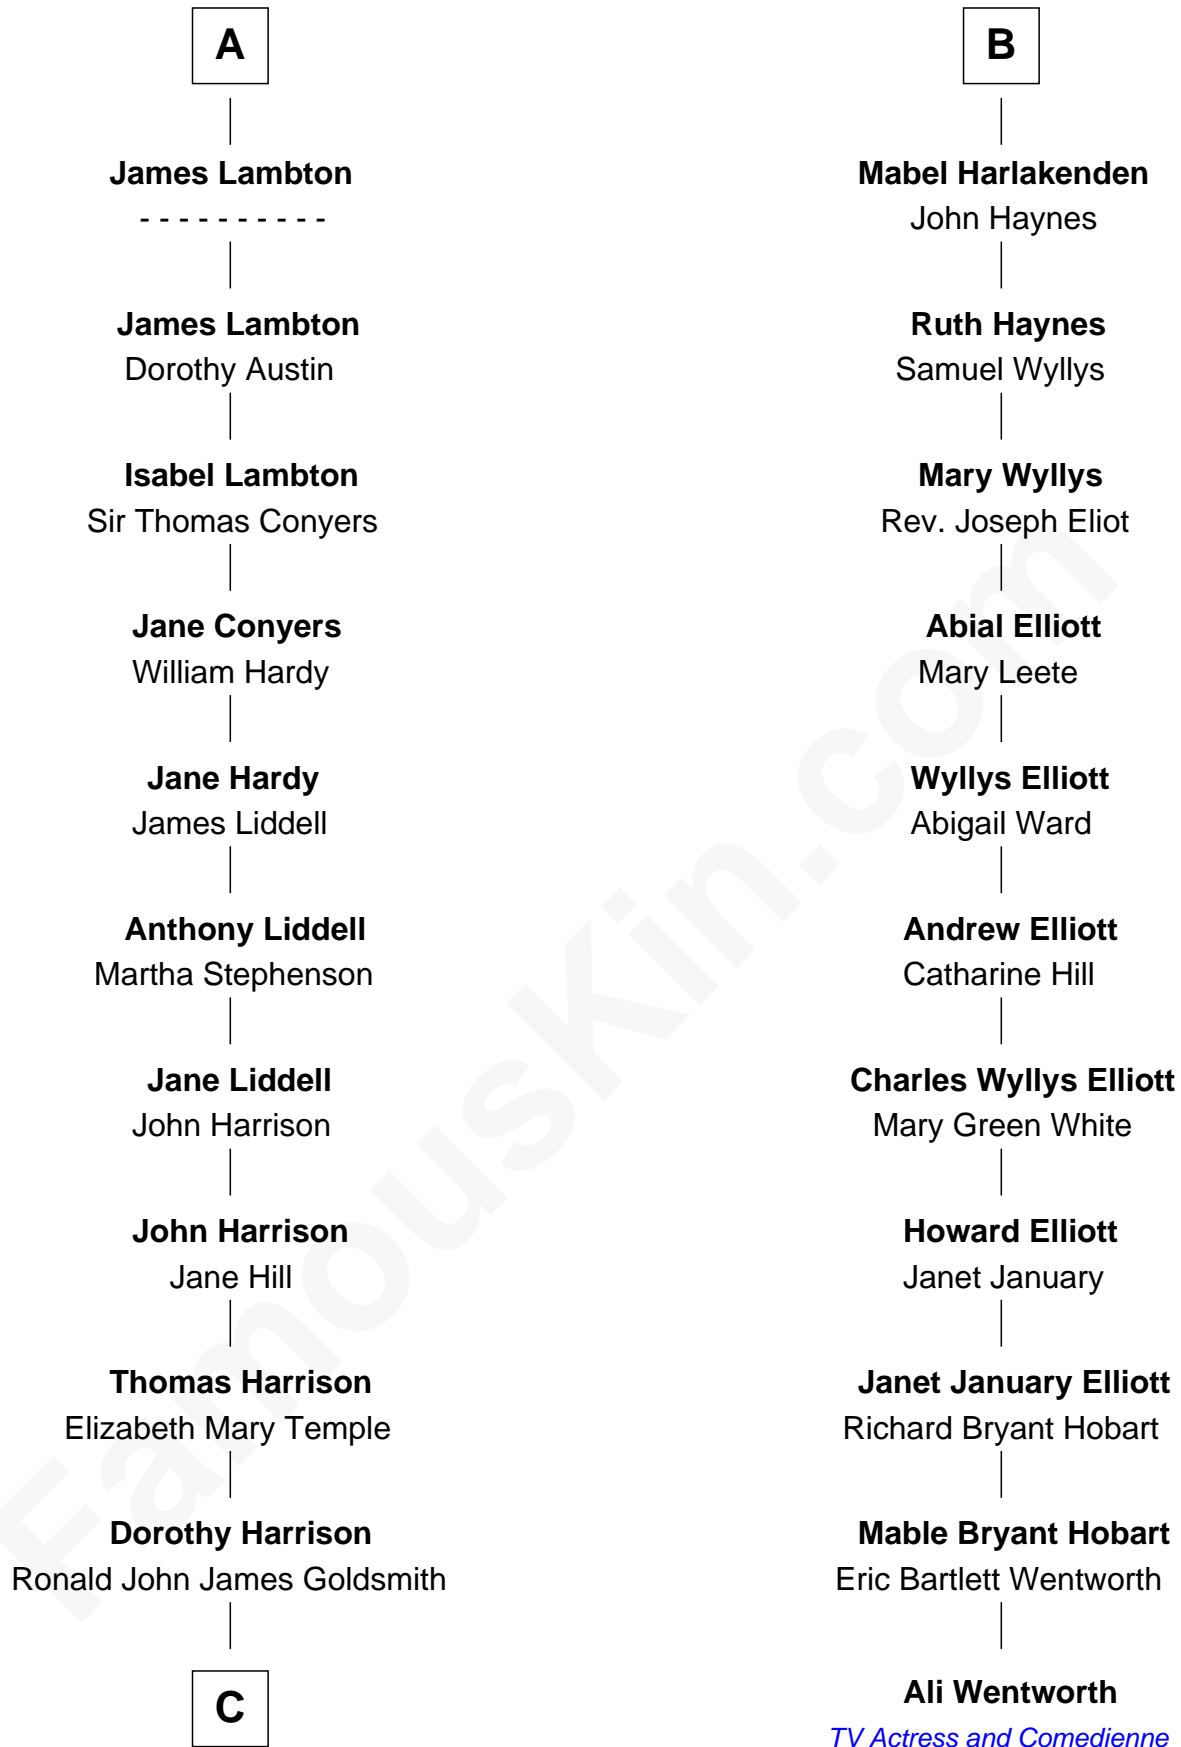 A
James Lambton
- - - - - - - - - -
James Lambton
Dorothy Austin
Isabel Lambton
Sir Thomas Conyers
Jane Conyers
William Hardy
Jane Hardy
James Liddell
Anthony Liddell
Martha Stephenson
Jane Liddell
John Harrison
John Harrison
Jane Hill
Thomas Harrison
Elizabeth Mary Temple
Dorothy Harrison
Ronald John James Goldsmith
C
B
Mabel Harlakenden
John Haynes
Ruth Haynes
Samuel Wyllys
Mary Wyllys
Rev. Joseph Eliot
Abial Elliott
Mary Leete
Wyllys Elliott
Abigail Ward
Andrew Elliott
Catharine Hill
Charles Wyllys Elliott
Mary Green White
Howard Elliott
Janet January
Janet January Elliott
Richard Bryant Hobart
Mable Bryant Hobart
Eric Bartlett Wentworth
Ali Wentworth
TV Actress and Comedienne
FamousKin.com